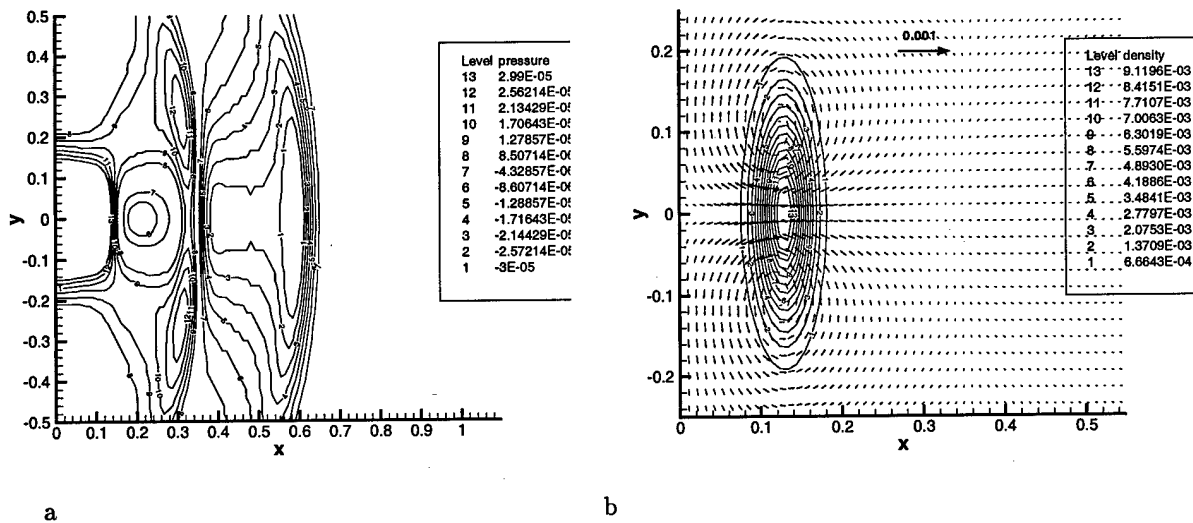 0.5
0.4
0.3
0.2
0.1
0
-0.1
-0.2
-0.3
-0.4
-0.5
y
0 0.1 0.2 0.3 0.4 0.5 0.6 0.7 0.8 0.9 1
x
Level pressure
13 2.99E-05
12 2.56214E-05
11 2.13429E-05
10 1.70643E-05
9 1.27857E-05
8 8.50714E-06
7 -4.32857E-06
6 -8.60714E-06
5 -1.28857E-05
4 -1.71643E-05
3 -2.14429E-05
2 -2.57214E-05
1 -3E-05
a
0.2
0.1
0
-0.1
-0.2
y
0 0.1 0.2 0.3 0.4 0.5
x
0.001
Level density
13 9.1196E-03
12 8.4151E-03
11 7.7107E-03
10 7.0063E-03
9 6.3019E-03
8 5.5974E-03
7 4.8930E-03
6 4.1886E-03
5 3.4841E-03
4 2.7797E-03
3 2.0753E-03
2 1.3709E-03
1 6.6643E-04
b